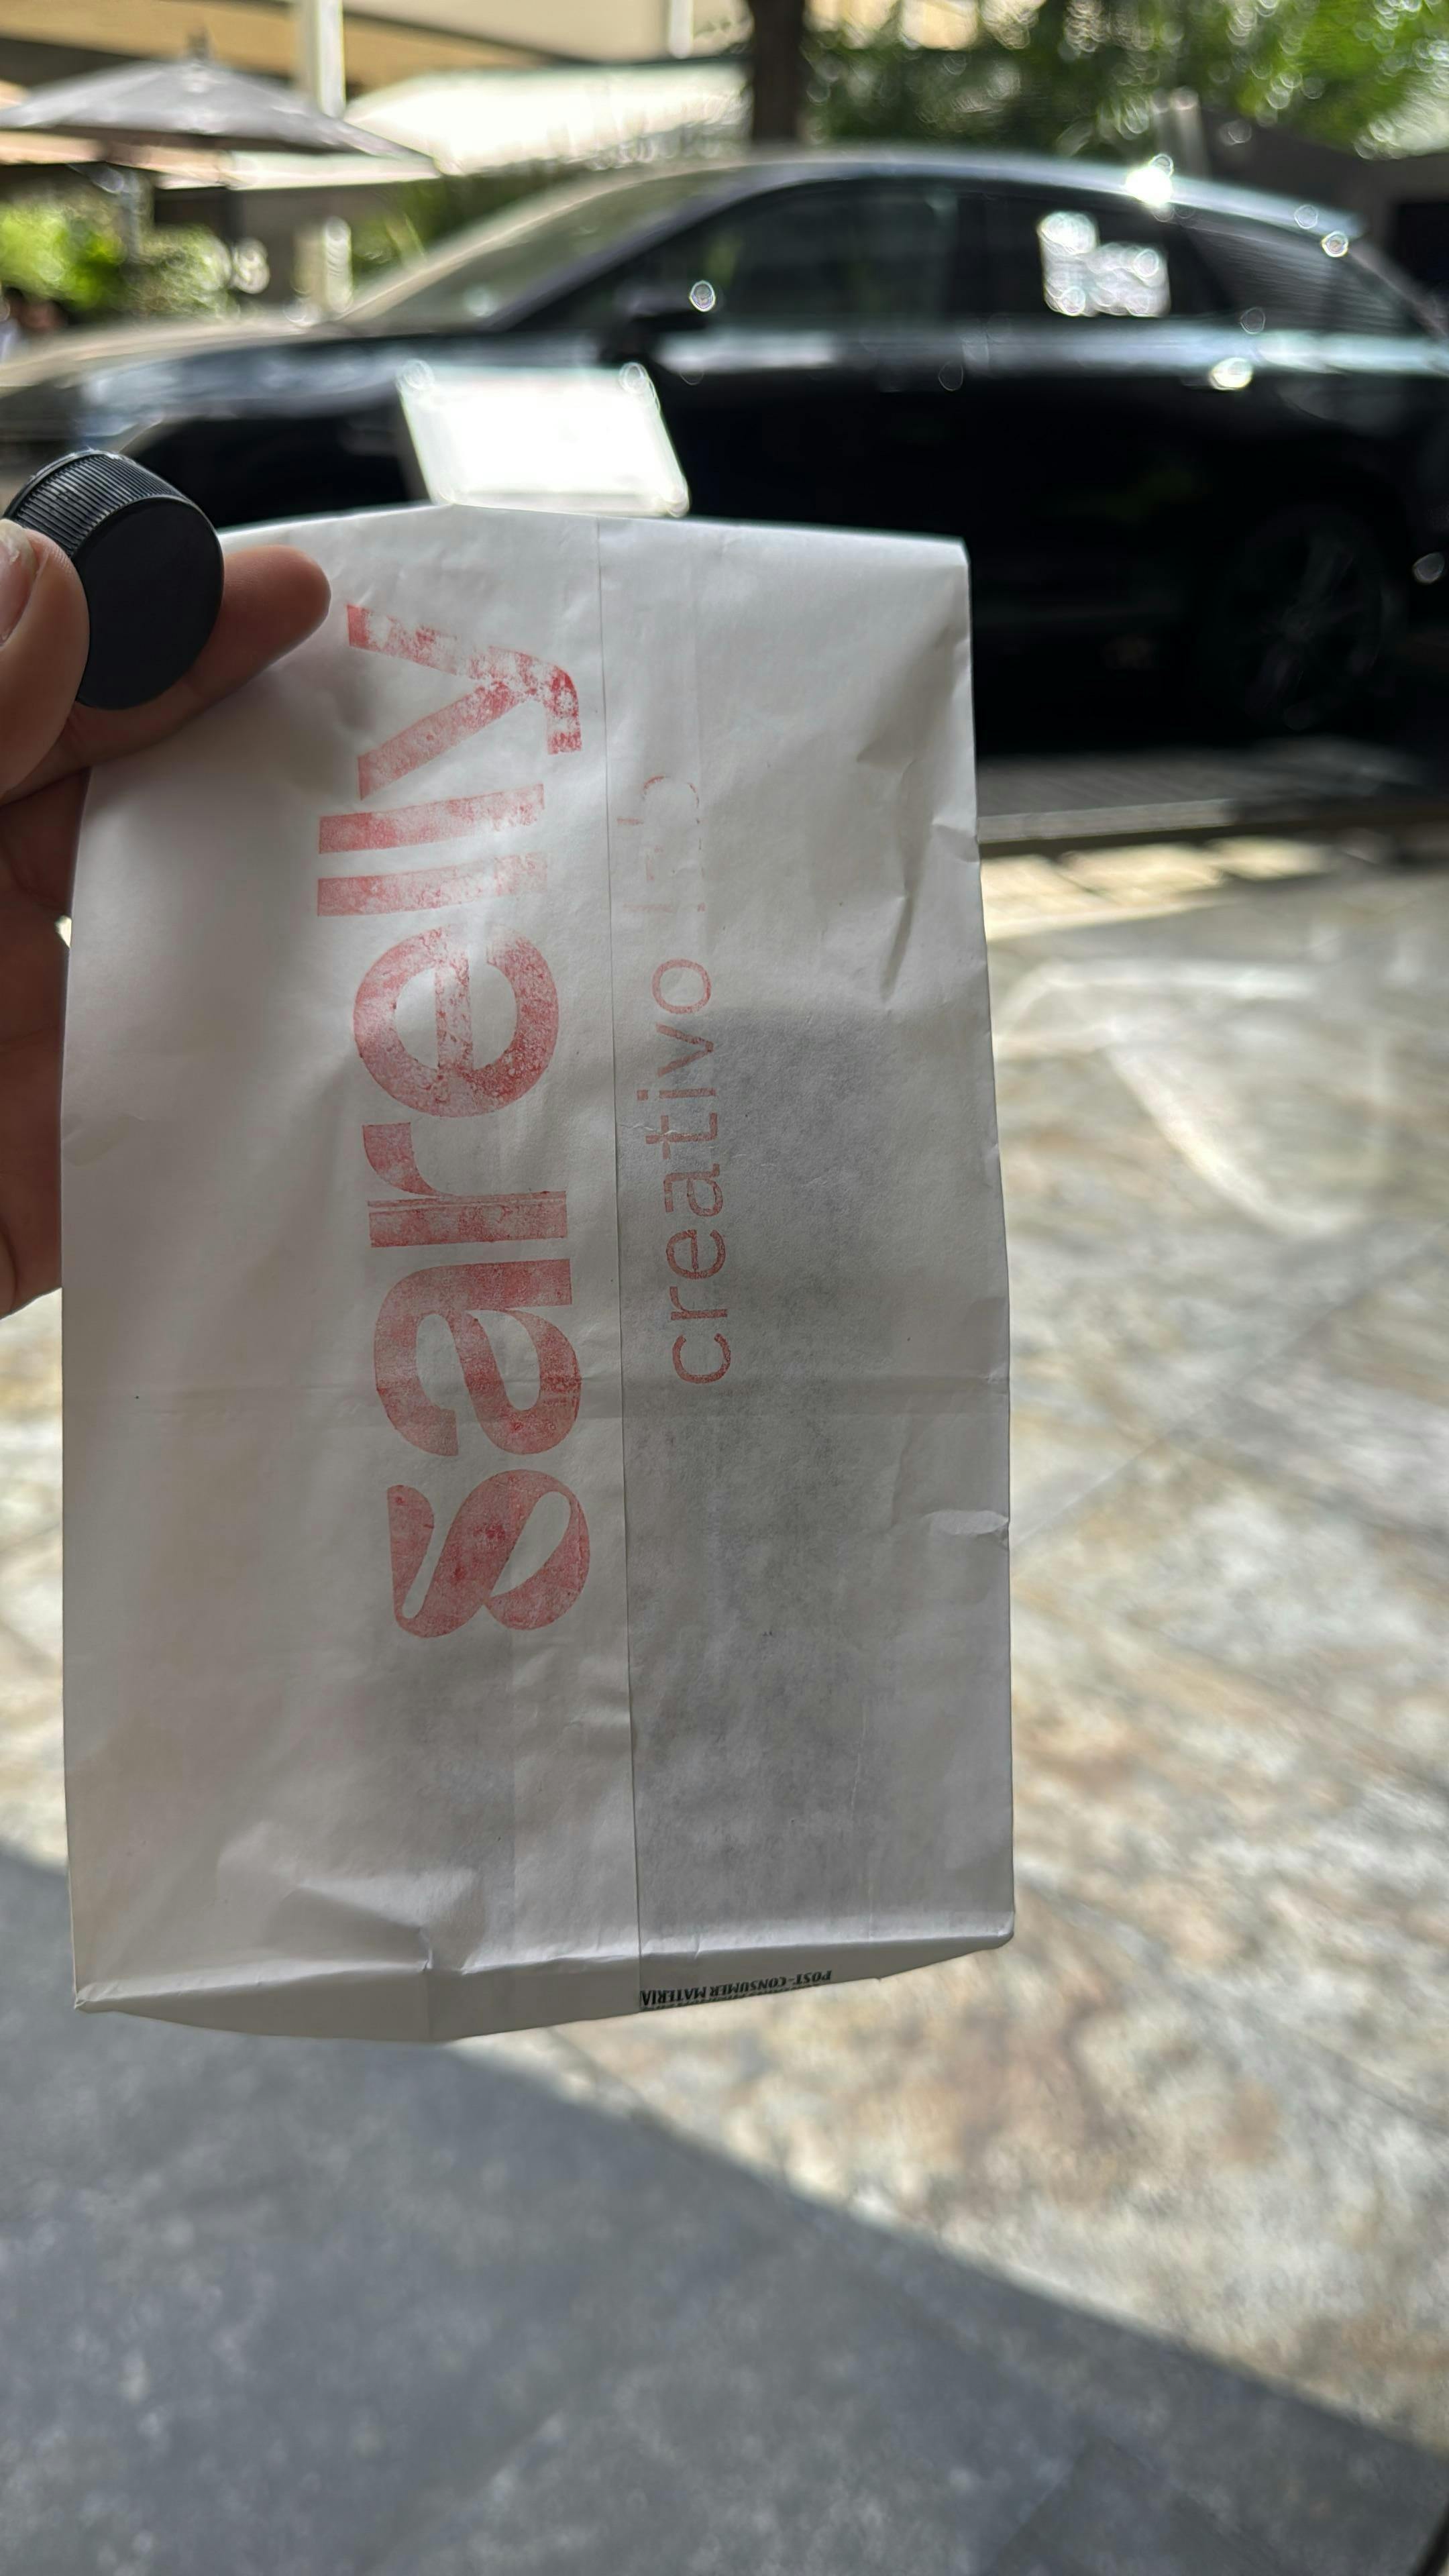 sarelly
creativo
POST-CONSUMER MATERIA